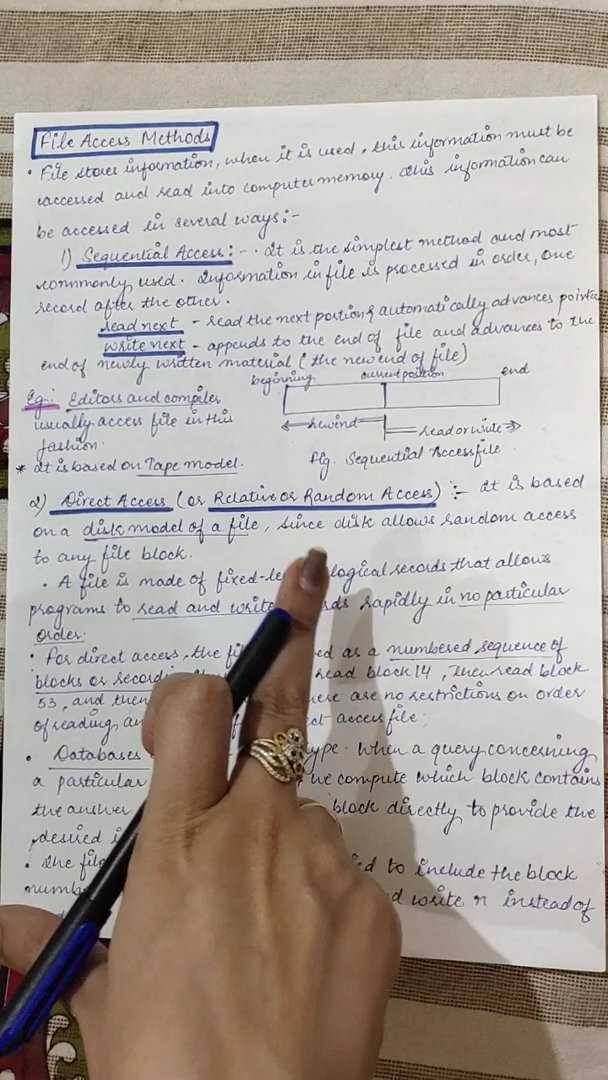 File Access Methods
• File stores information, when it is used, this information must be
accessed and read into computer memory. This information can
be accessed in several ways:-
1) Sequential Access:- • It is the simplest method and most
commonly used. Information in file is processed in order, one
record after the other.
read next - read the next portion & automatically advances pointer
write next - appends to the end of file and advances to the
end of newly written material (the new end of file)
beginning current position end
Eg:- Editors and compiler
usually access file in this
fashion.
rewind read or write
Fig. Sequential Access file.
* It is based on Tape model.
2) Direct Access (or Relative or Random Access) :- It is based
on a disk model of a file, since disk allows random access
to any file block.
• A file is made of fixed-le logical records that allows
programs to read and write rapidly in no particular
order.
• For direct access, the as a numbered sequence of
blocks or records. read block 14, then read block
53, and then are no restrictions on order
of reading access file.
• Databases type. When a query concerning
a particular we compute which block contains
the answer block directly to provide the
desired
• The to include the block
write n instead of